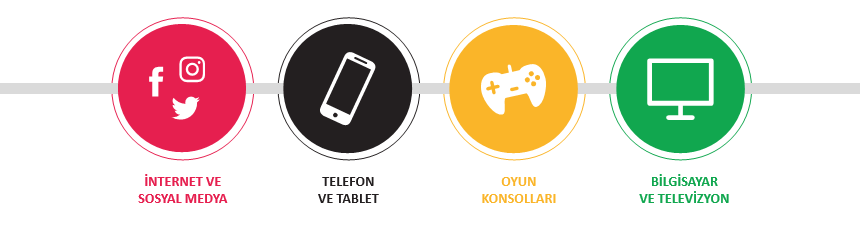 İNTERNET VE
SOSYAL MEDYA
TELEFON
VE TABLET
OYUN
KONSOLLARI
BİLGİSAYAR
VE TELEVİZYON